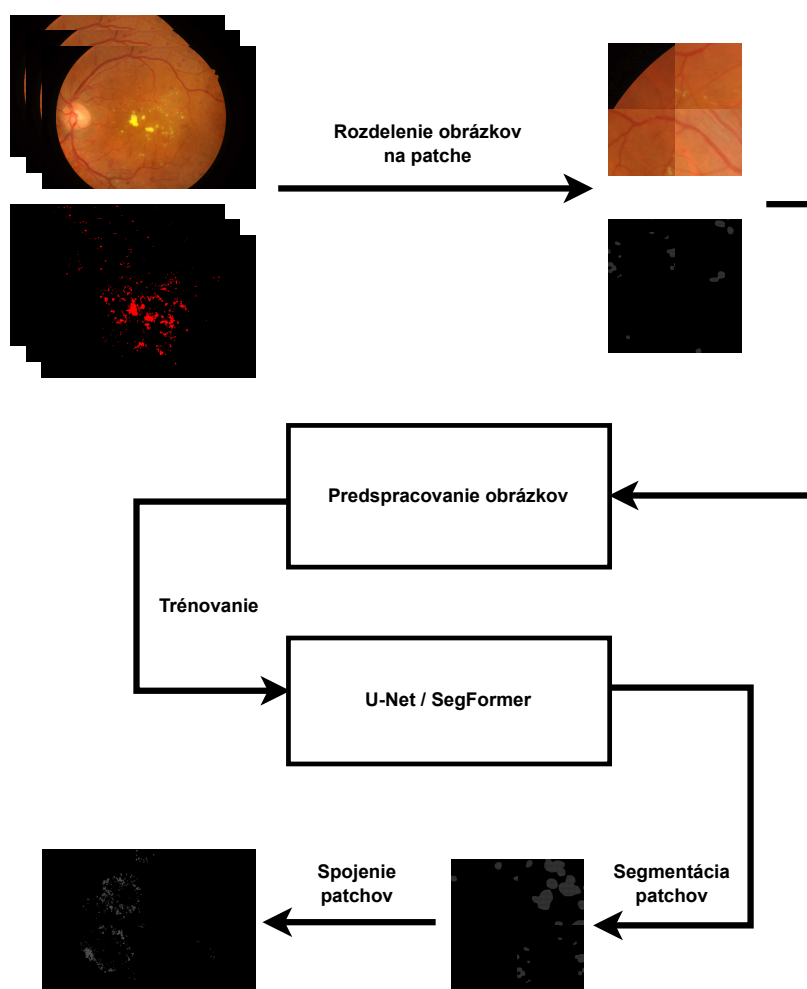 Rozdelenie obrázkov
na patche
Predspracovanie obrázkov
Trénovanie
U-Net / SegFormer
Segmentácia
patchov
Spojenie
patchov